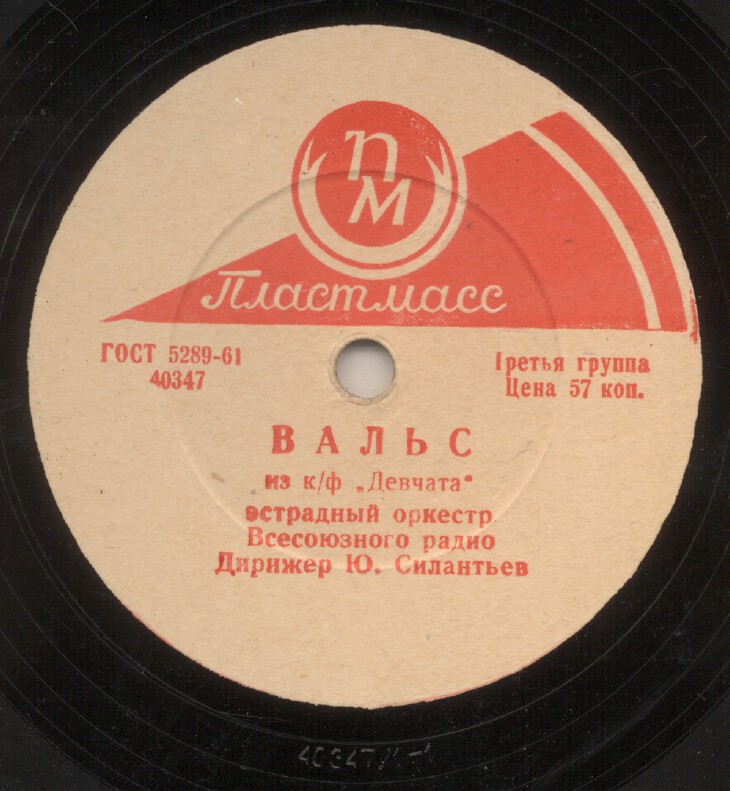 ПМ
Пластмасс
ГОСТ 5289-61
40347
Третья группа
Цена 57 коп.
ВАЛЬС
из к/ф „Девчата“
эстрадный оркестр
Всесоюзного радио
Дирижер Ю. Силантьев
40347